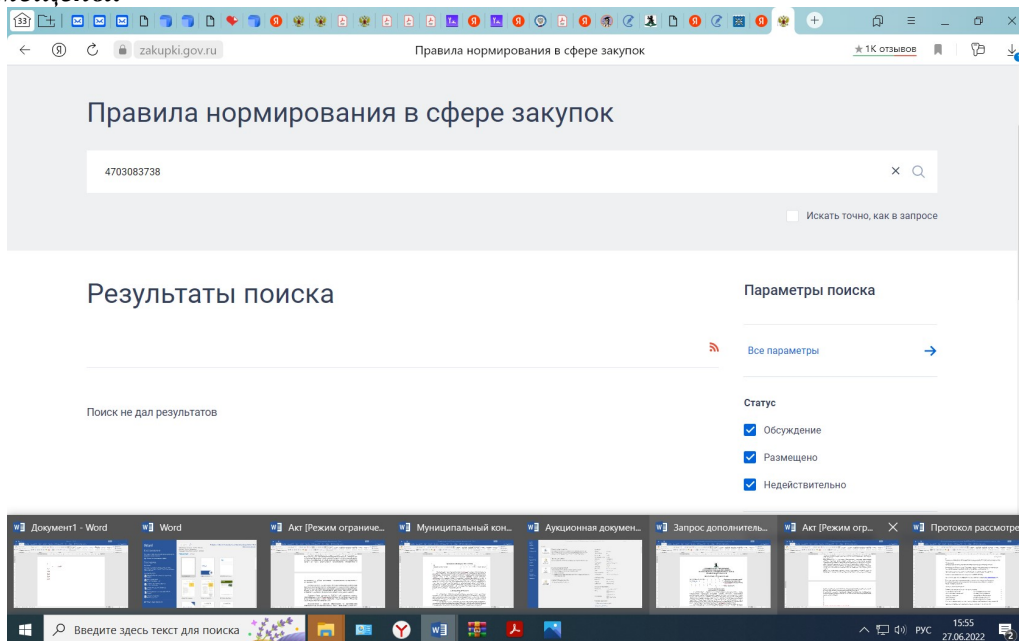 33
zakupki.gov.ru
Правила нормирования в сфере закупок
★ 1К отзывов
Правила нормирования в сфере закупок
4703083738
Искать точно, как в запросе
Результаты поиска
Параметры поиска
Все параметры
Поиск не дал результатов
Статус
Обсуждение
Размещено
Недействительно
Документ1 - Word
Word
Акт [Режим ограниче...
Муниципальный кон...
Аукционная докумен...
Запрос дополнитель...
Акт [Режим огр...
Протокол рассмотре
Введите здесь текст для поиска
РУС
15:55
27.06.2022
2